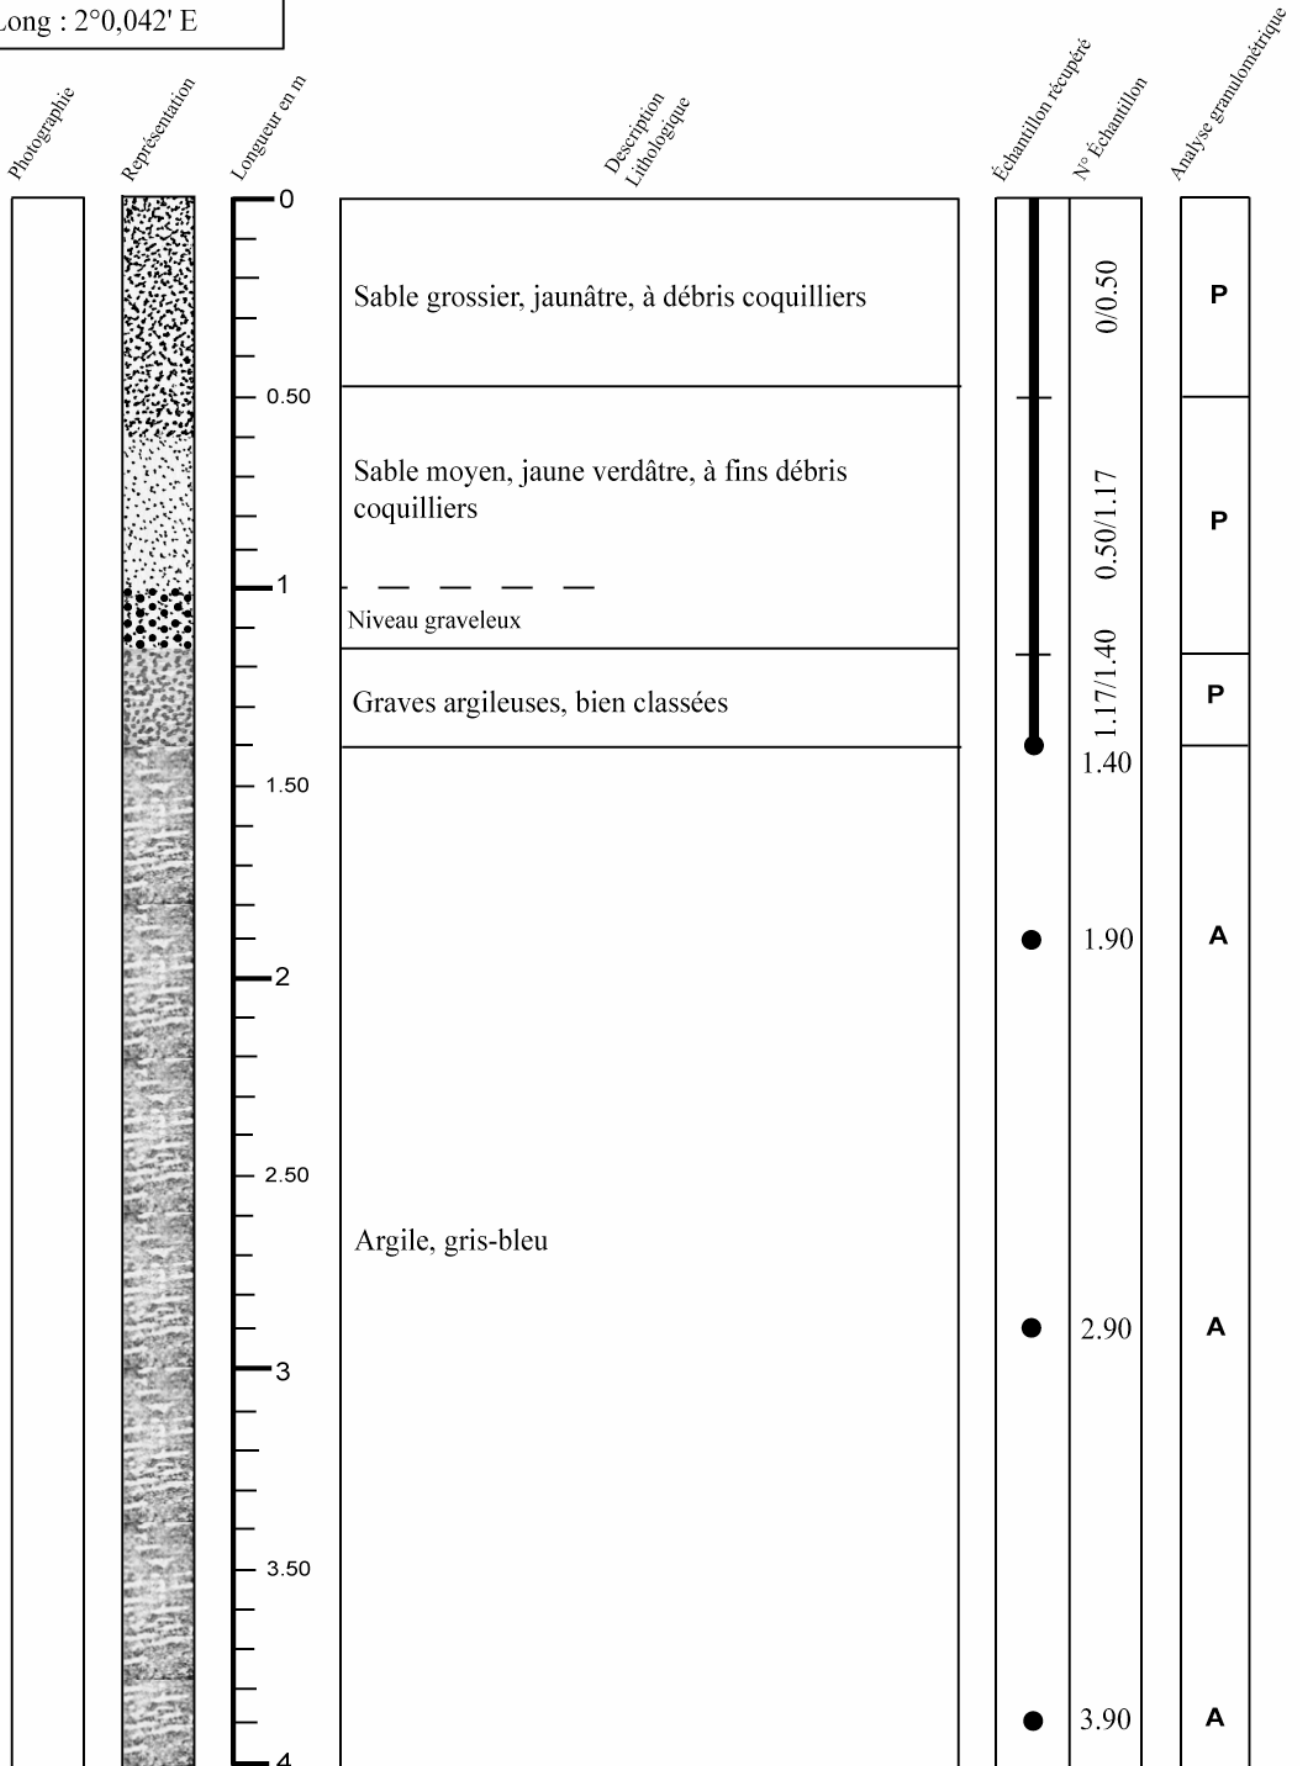 Long : 2°0,042' E
Photographie
Représentation
Longueur en m
Description
Lithologique
Échantillon récupéré
N° Échantillon
Analyse granulométrique
0
Sable grossier, jaunâtre, à débris coquilliers
0/0.50
P
0.50
Sable moyen, jaune verdâtre, à fins débris
coquilliers
0.50/1.17
P
1
Niveau graveleux
Graves argileuses, bien classées
1.17/1.40
P
1.40
1.50
1.90
A
2
2.50
Argile, gris-bleu
2.90
A
3
3.50
3.90
A
4